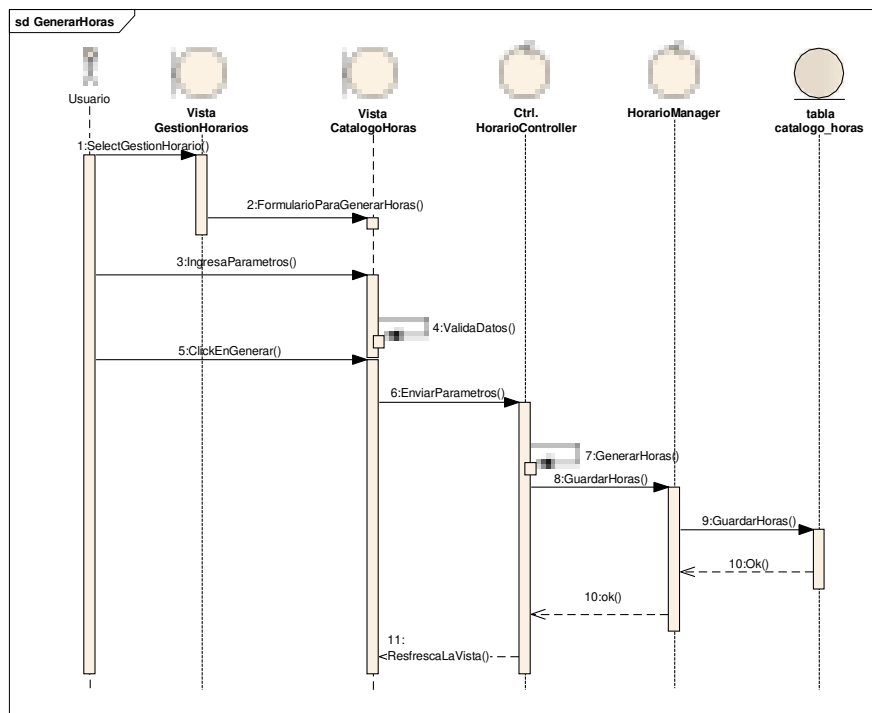 sd GenerarHoras
Usuario
Vista
GestionHorarios
Vista
CatalogoHoras
Ctrl.
HorarioController
HorarioManager
tabla
catalogo_horas
1:SelectGestionHorario()
2:FormularioParaGenerarHoras()
3:IngresaParametros()
4:ValidaDatos()
5:ClickEnGenerar()
6:EnviarParametros()
7:GenerarHoras()
8:GuardarHoras()
9:GuardarHoras()
10:Ok()
10:ok()
11:
ResfrescaLaVista()